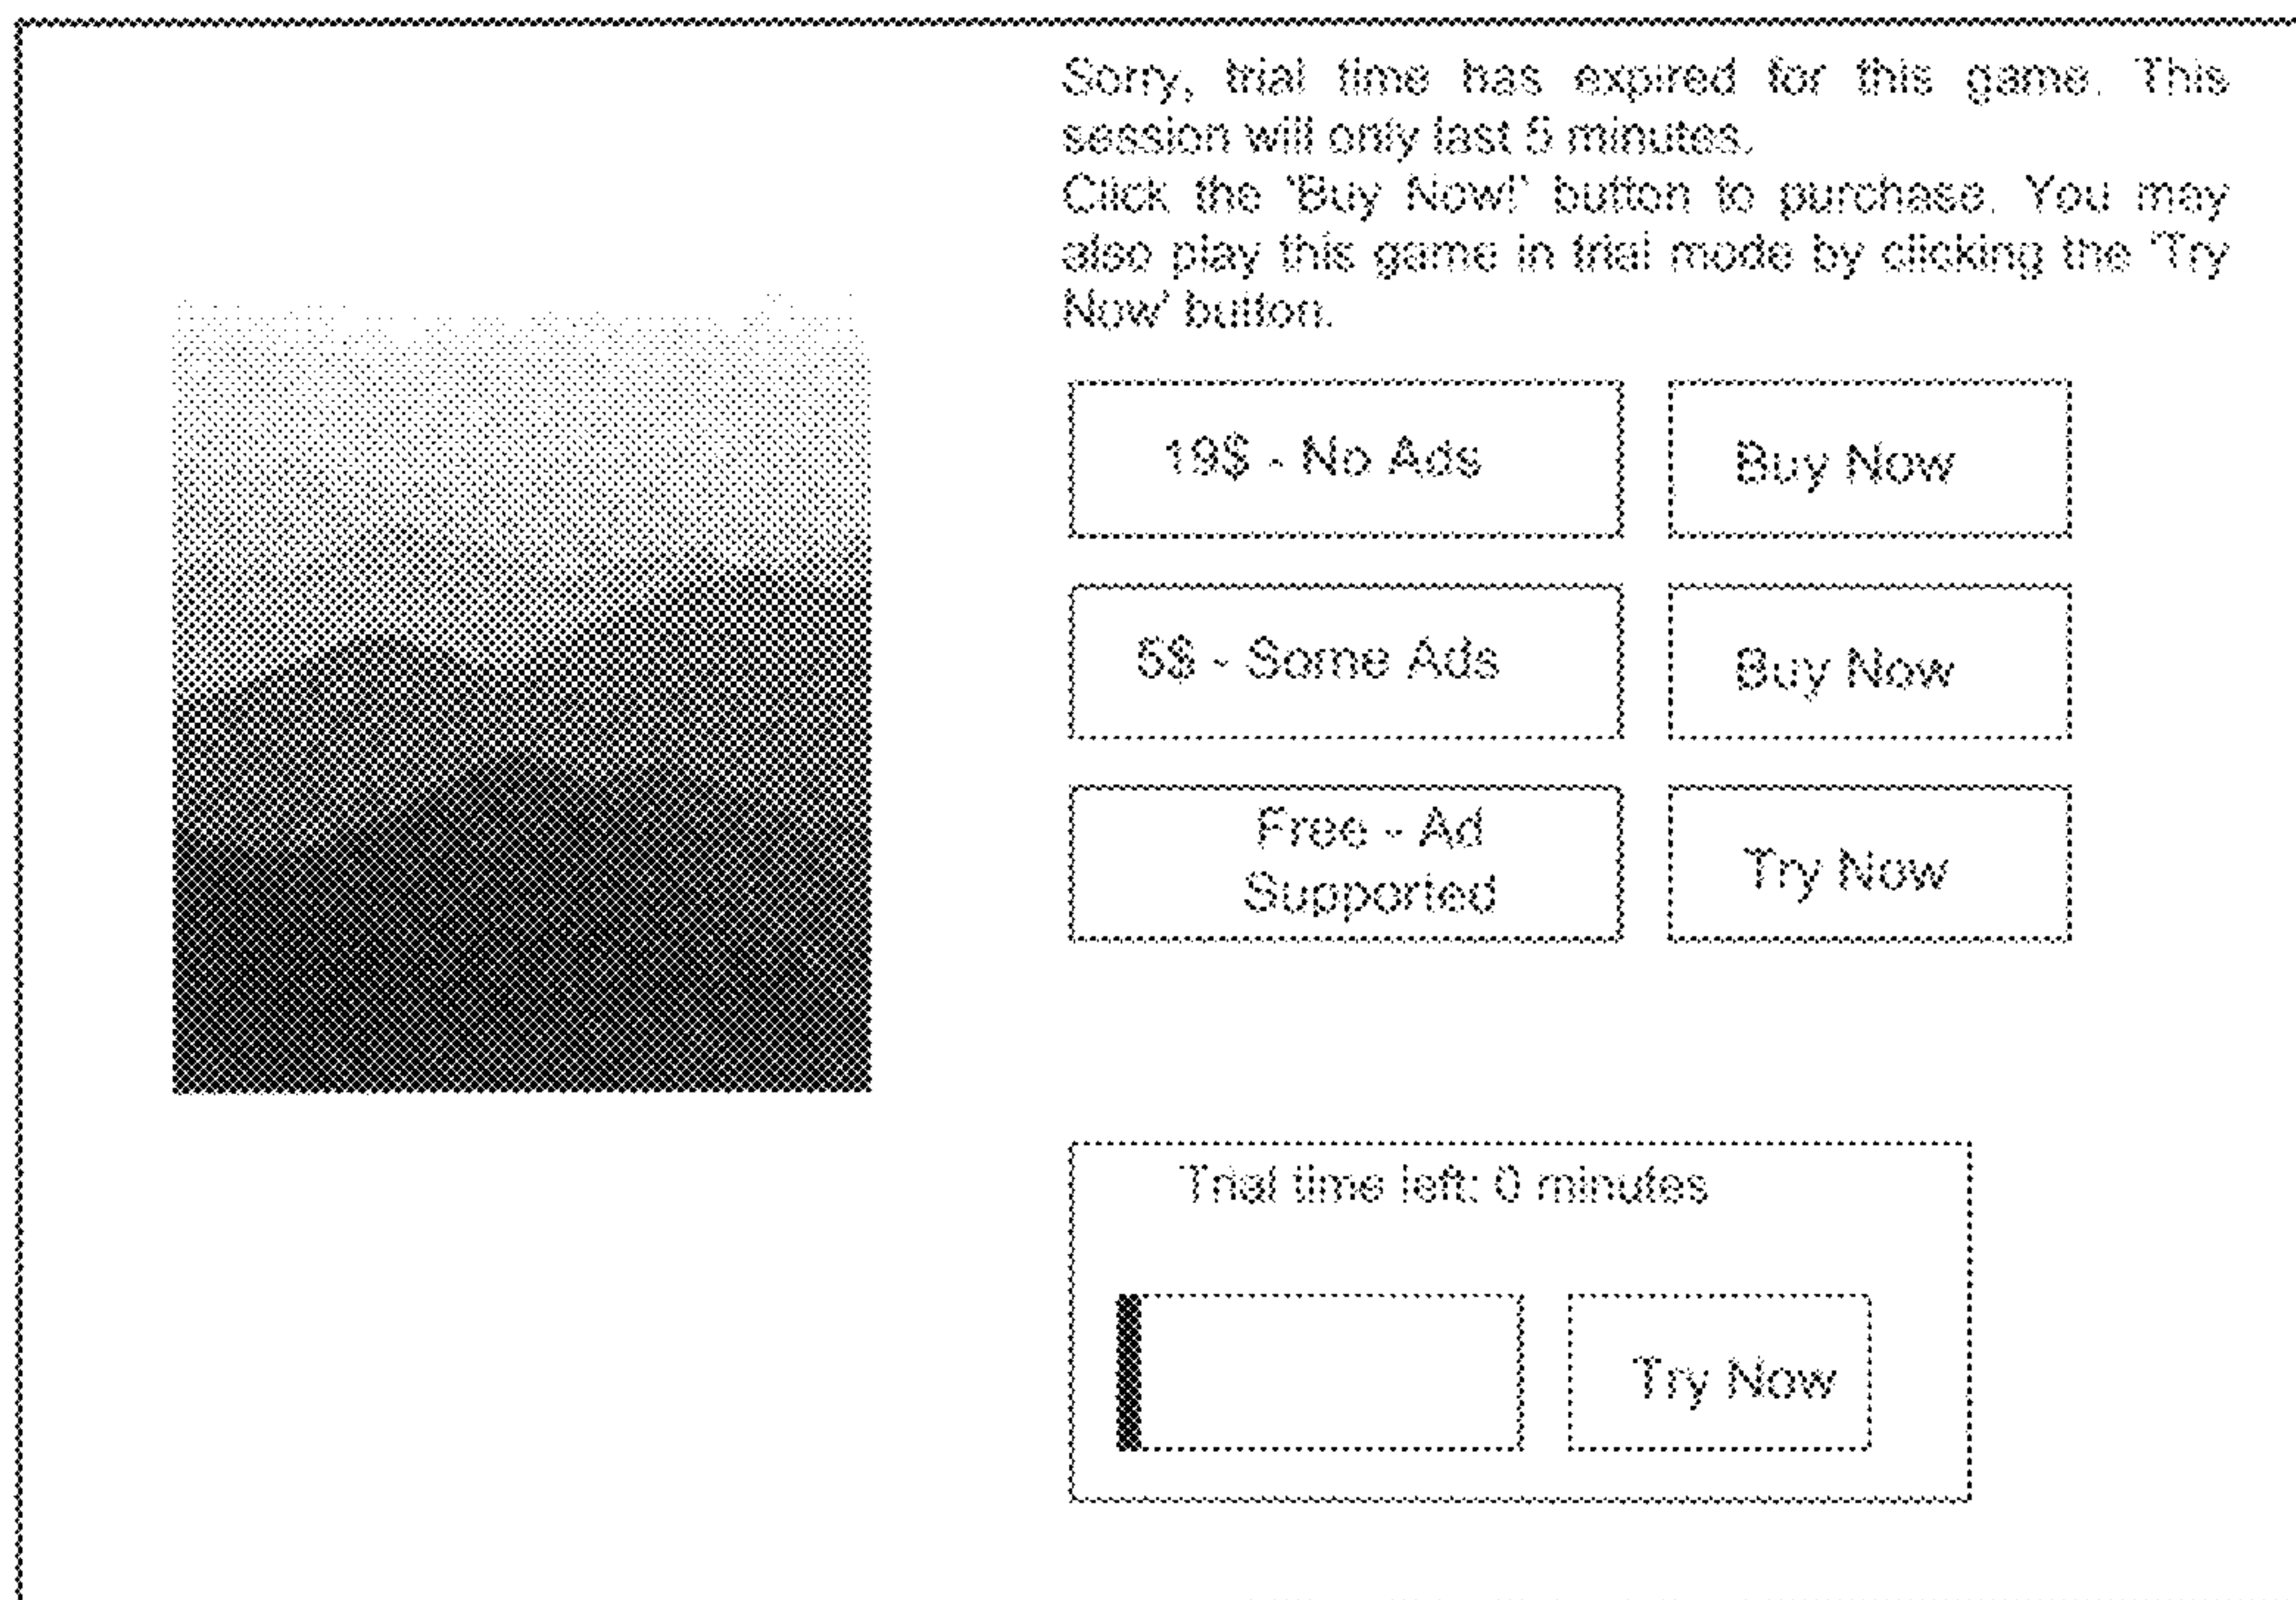 Sorry, trial time has expired for this game. This
session will only last 5 minutes.
Click the 'Buy Now!' button to purchase. You may
also play this game in trial mode by clicking the 'Try
Now' button.
19$ - No Ads
Buy Now
5$ - Some Ads
Buy Now
Free - Ad
Supported
Try Now
Trial time left: 0 minutes
Try Now